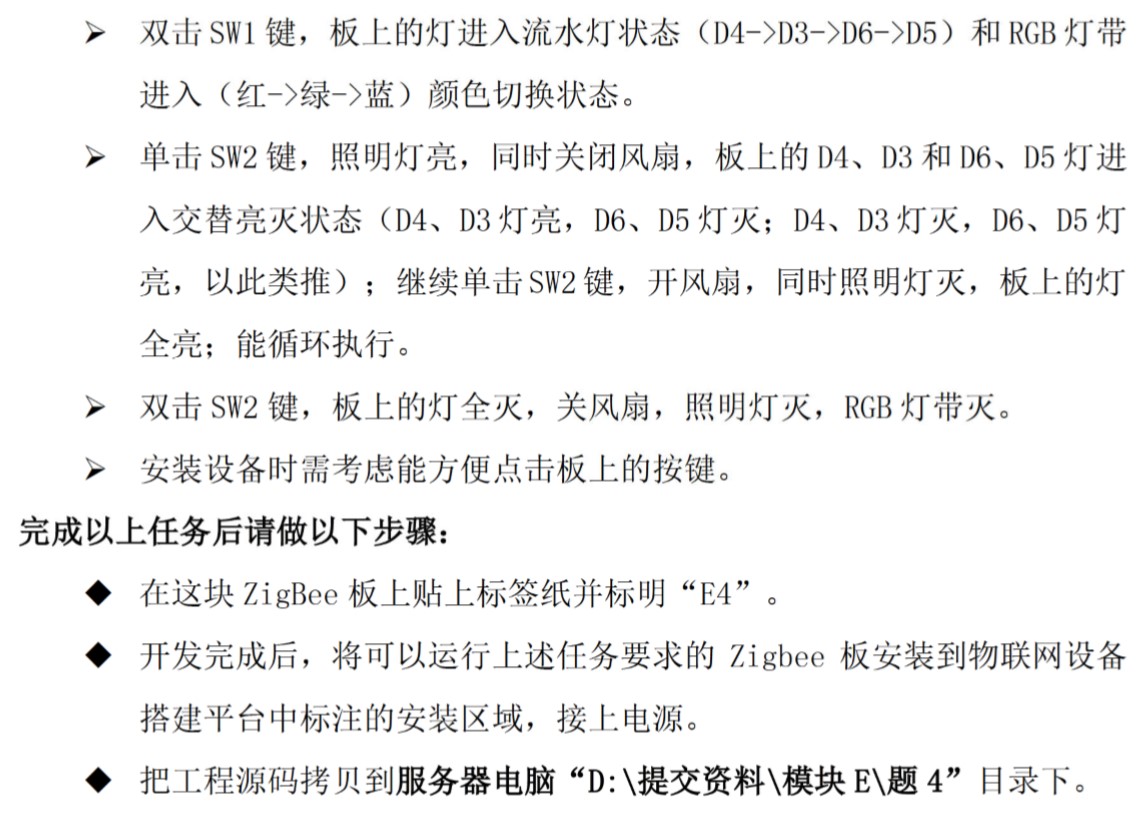 ➢ 双击 SW1 键，板上的灯进入流水灯状态（D4->D3->D6->D5）和 RGB 灯带
进入（红->绿->蓝）颜色切换状态。
➢ 单击 SW2 键，照明灯亮，同时关闭风扇，板上的 D4、D3 和 D6、D5 灯进
入交替亮灭状态（D4、D3 灯亮，D6、D5 灯灭；D4、D3 灯灭，D6、D5 灯
亮，以此类推）；继续单击 SW2 键，开风扇，同时照明灯灭，板上的灯
全亮；能循环执行。
➢ 双击 SW2 键，板上的灯全灭，关风扇，照明灯灭，RGB 灯带灭。
➢ 安装设备时需考虑能方便点击板上的按键。
完成以上任务后请做以下步骤：
◆ 在这块 ZigBee 板上贴上标签纸并标明“E4”。
◆ 开发完成后，将可以运行上述任务要求的 Zigbee 板安装到物联网设备
搭建平台中标注的安装区域，接上电源。
◆ 把工程源码拷贝到服务器电脑“D:\提交资料\模块 E\题 4”目录下。